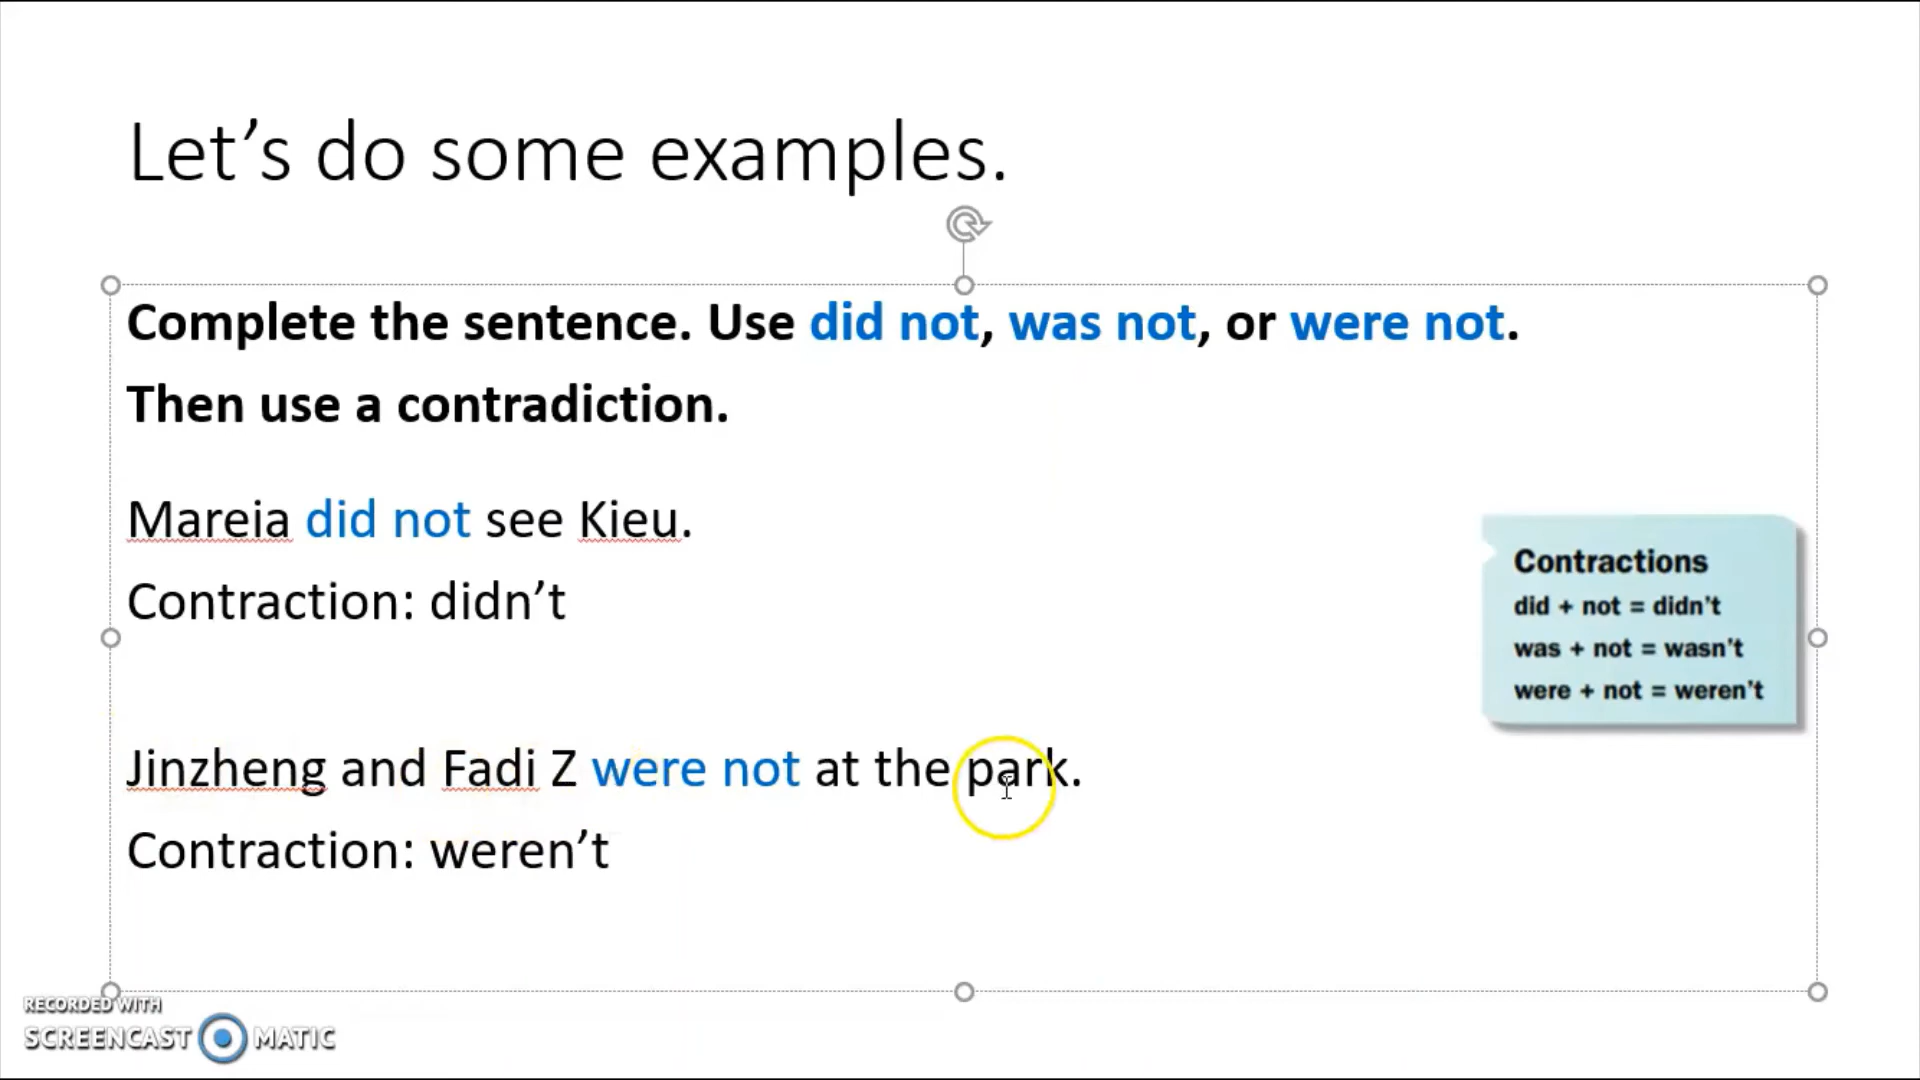 Let’s do some examples.
Complete the sentence. Use did not, was not, or were not.
Then use a contradiction.
Mareia did not see Kieu.
Contraction: didn’t
Contractions
did + not = didn’t
was + not = wasn’t
were + not = weren’t
Jinzheng and Fadi Z were not at the park.
Contraction: weren’t
RECORDED WITH
SCREENCAST MATIC